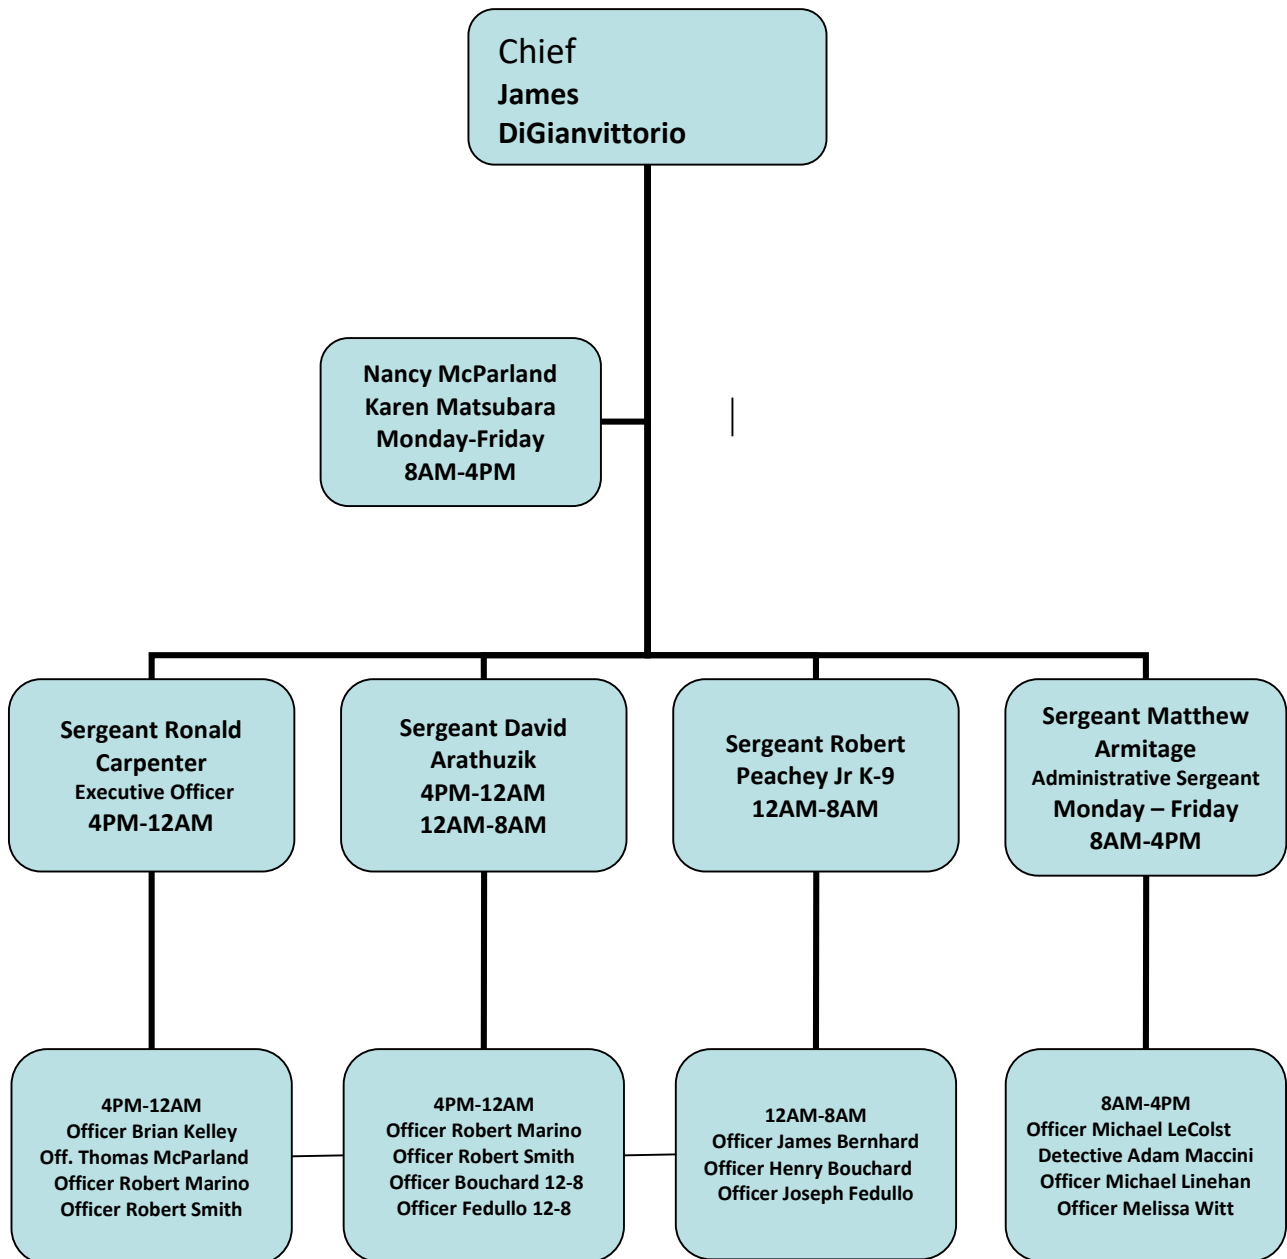 Chief
James
DiGianvittorio
Nancy McParland
Karen Matsubara
Monday-Friday
8AM-4PM
Sergeant Ronald
Carpenter
Executive Officer
4PM-12AM
Sergeant David
Arathuzik
4PM-12AM
12AM-8AM
Sergeant Robert
Peachey Jr K-9
12AM-8AM
Sergeant Matthew
Armitage
Administrative Sergeant
Monday – Friday
8AM-4PM
4PM-12AM
Officer Brian Kelley
Off. Thomas McParland
Officer Robert Marino
Officer Robert Smith
4PM-12AM
Officer Robert Marino
Officer Robert Smith
Officer Bouchard 12-8
Officer Fedullo 12-8
12AM-8AM
Officer James Bernhard
Officer Henry Bouchard
Officer Joseph Fedullo
8AM-4PM
Officer Michael LeColst
Detective Adam Maccini
Officer Michael Linehan
Officer Melissa Witt